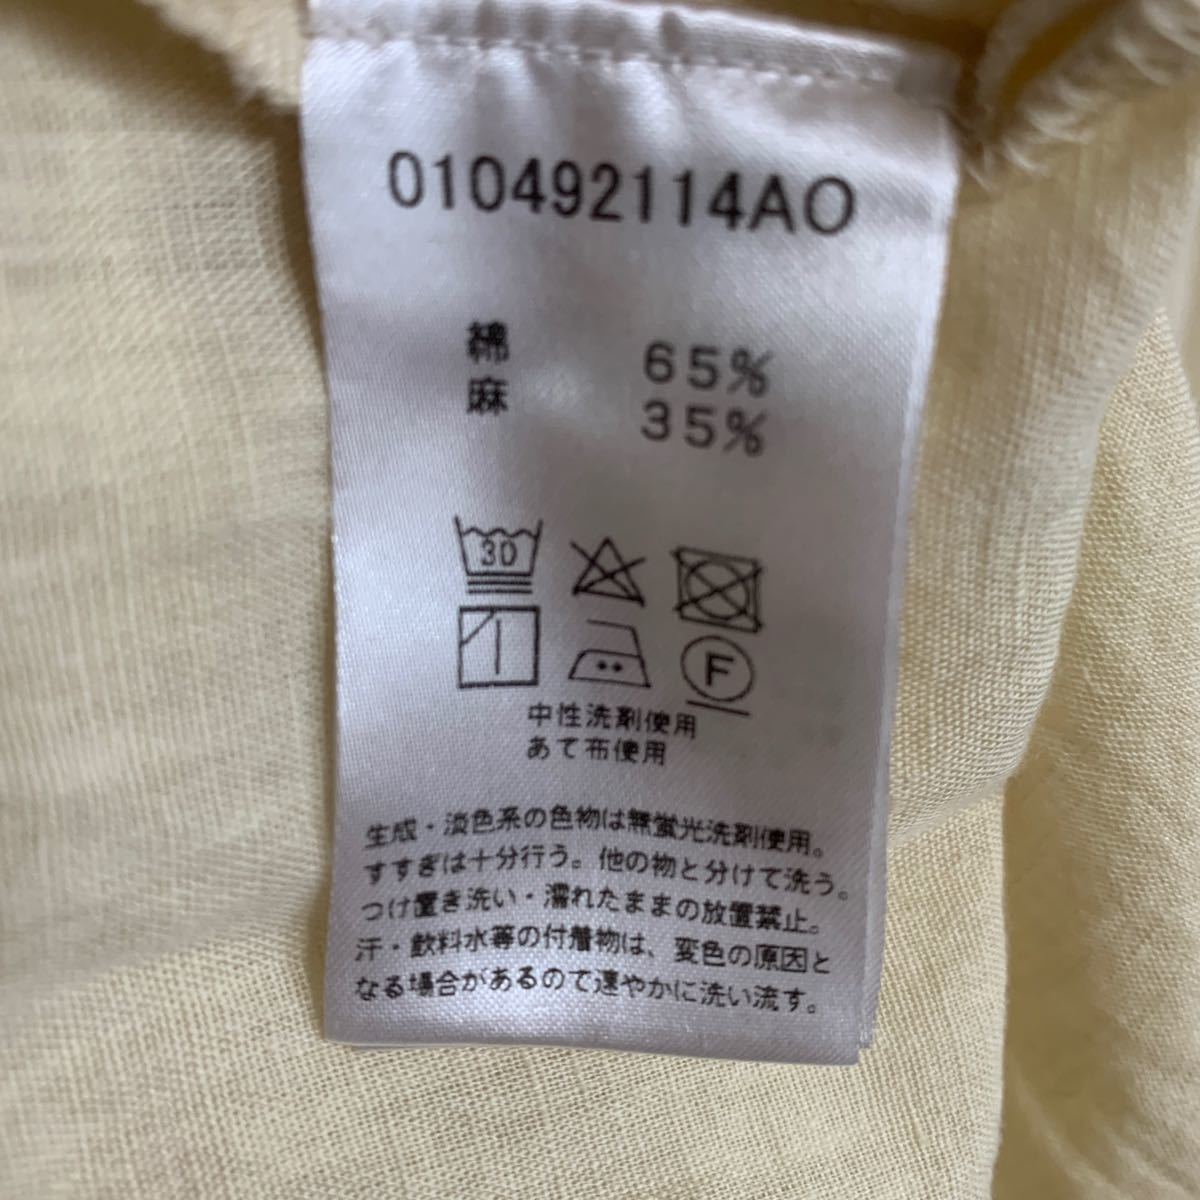 010492114AO
綿 65%
麻 35%
30
F
中性洗剤使用
あて布使用
生成・淡色系の色物は無蛍光洗剤使用。
すすぎは十分行う。他の物と分けて洗う。
つけ置き洗い・濡れたままの放置禁止。
汗・飲料水等の付着物は、変色の原因と
なる場合があるので速やかに洗い流す。